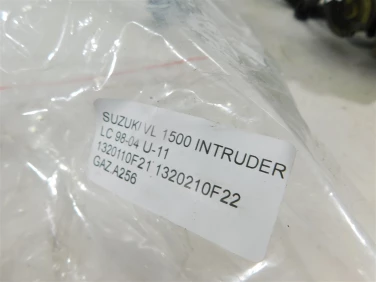 SUZUKI VL 1500 INTRUDER
LC 98-04 U-11
1320110F21 1320210F22
GAZ.A256